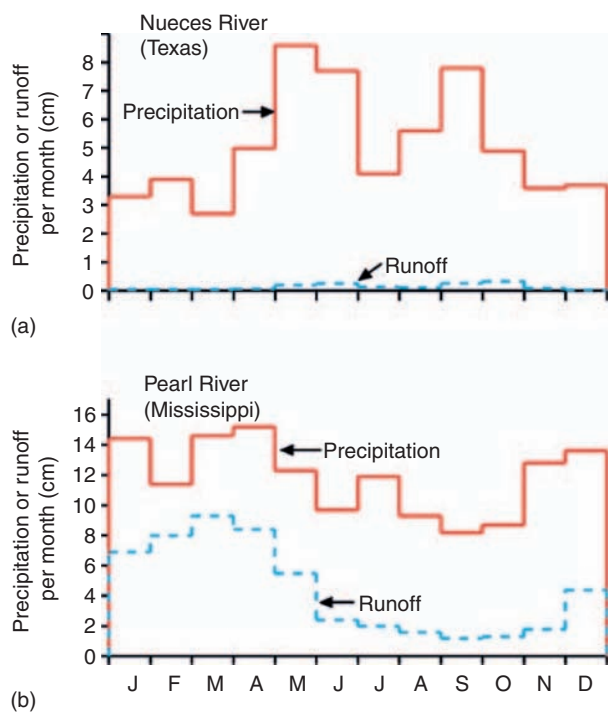 Nueces River
(Texas)
Precipitation or runoff
per month (cm)
8
7
6
5
4
3
2
1
0
Precipitation
Runoff
(a)
Pearl River
(Mississippi)
Precipitation or runoff
per month (cm)
16
14
12
10
8
6
4
2
0
Precipitation
Runoff
J F M A M J J A S O N D
(b)